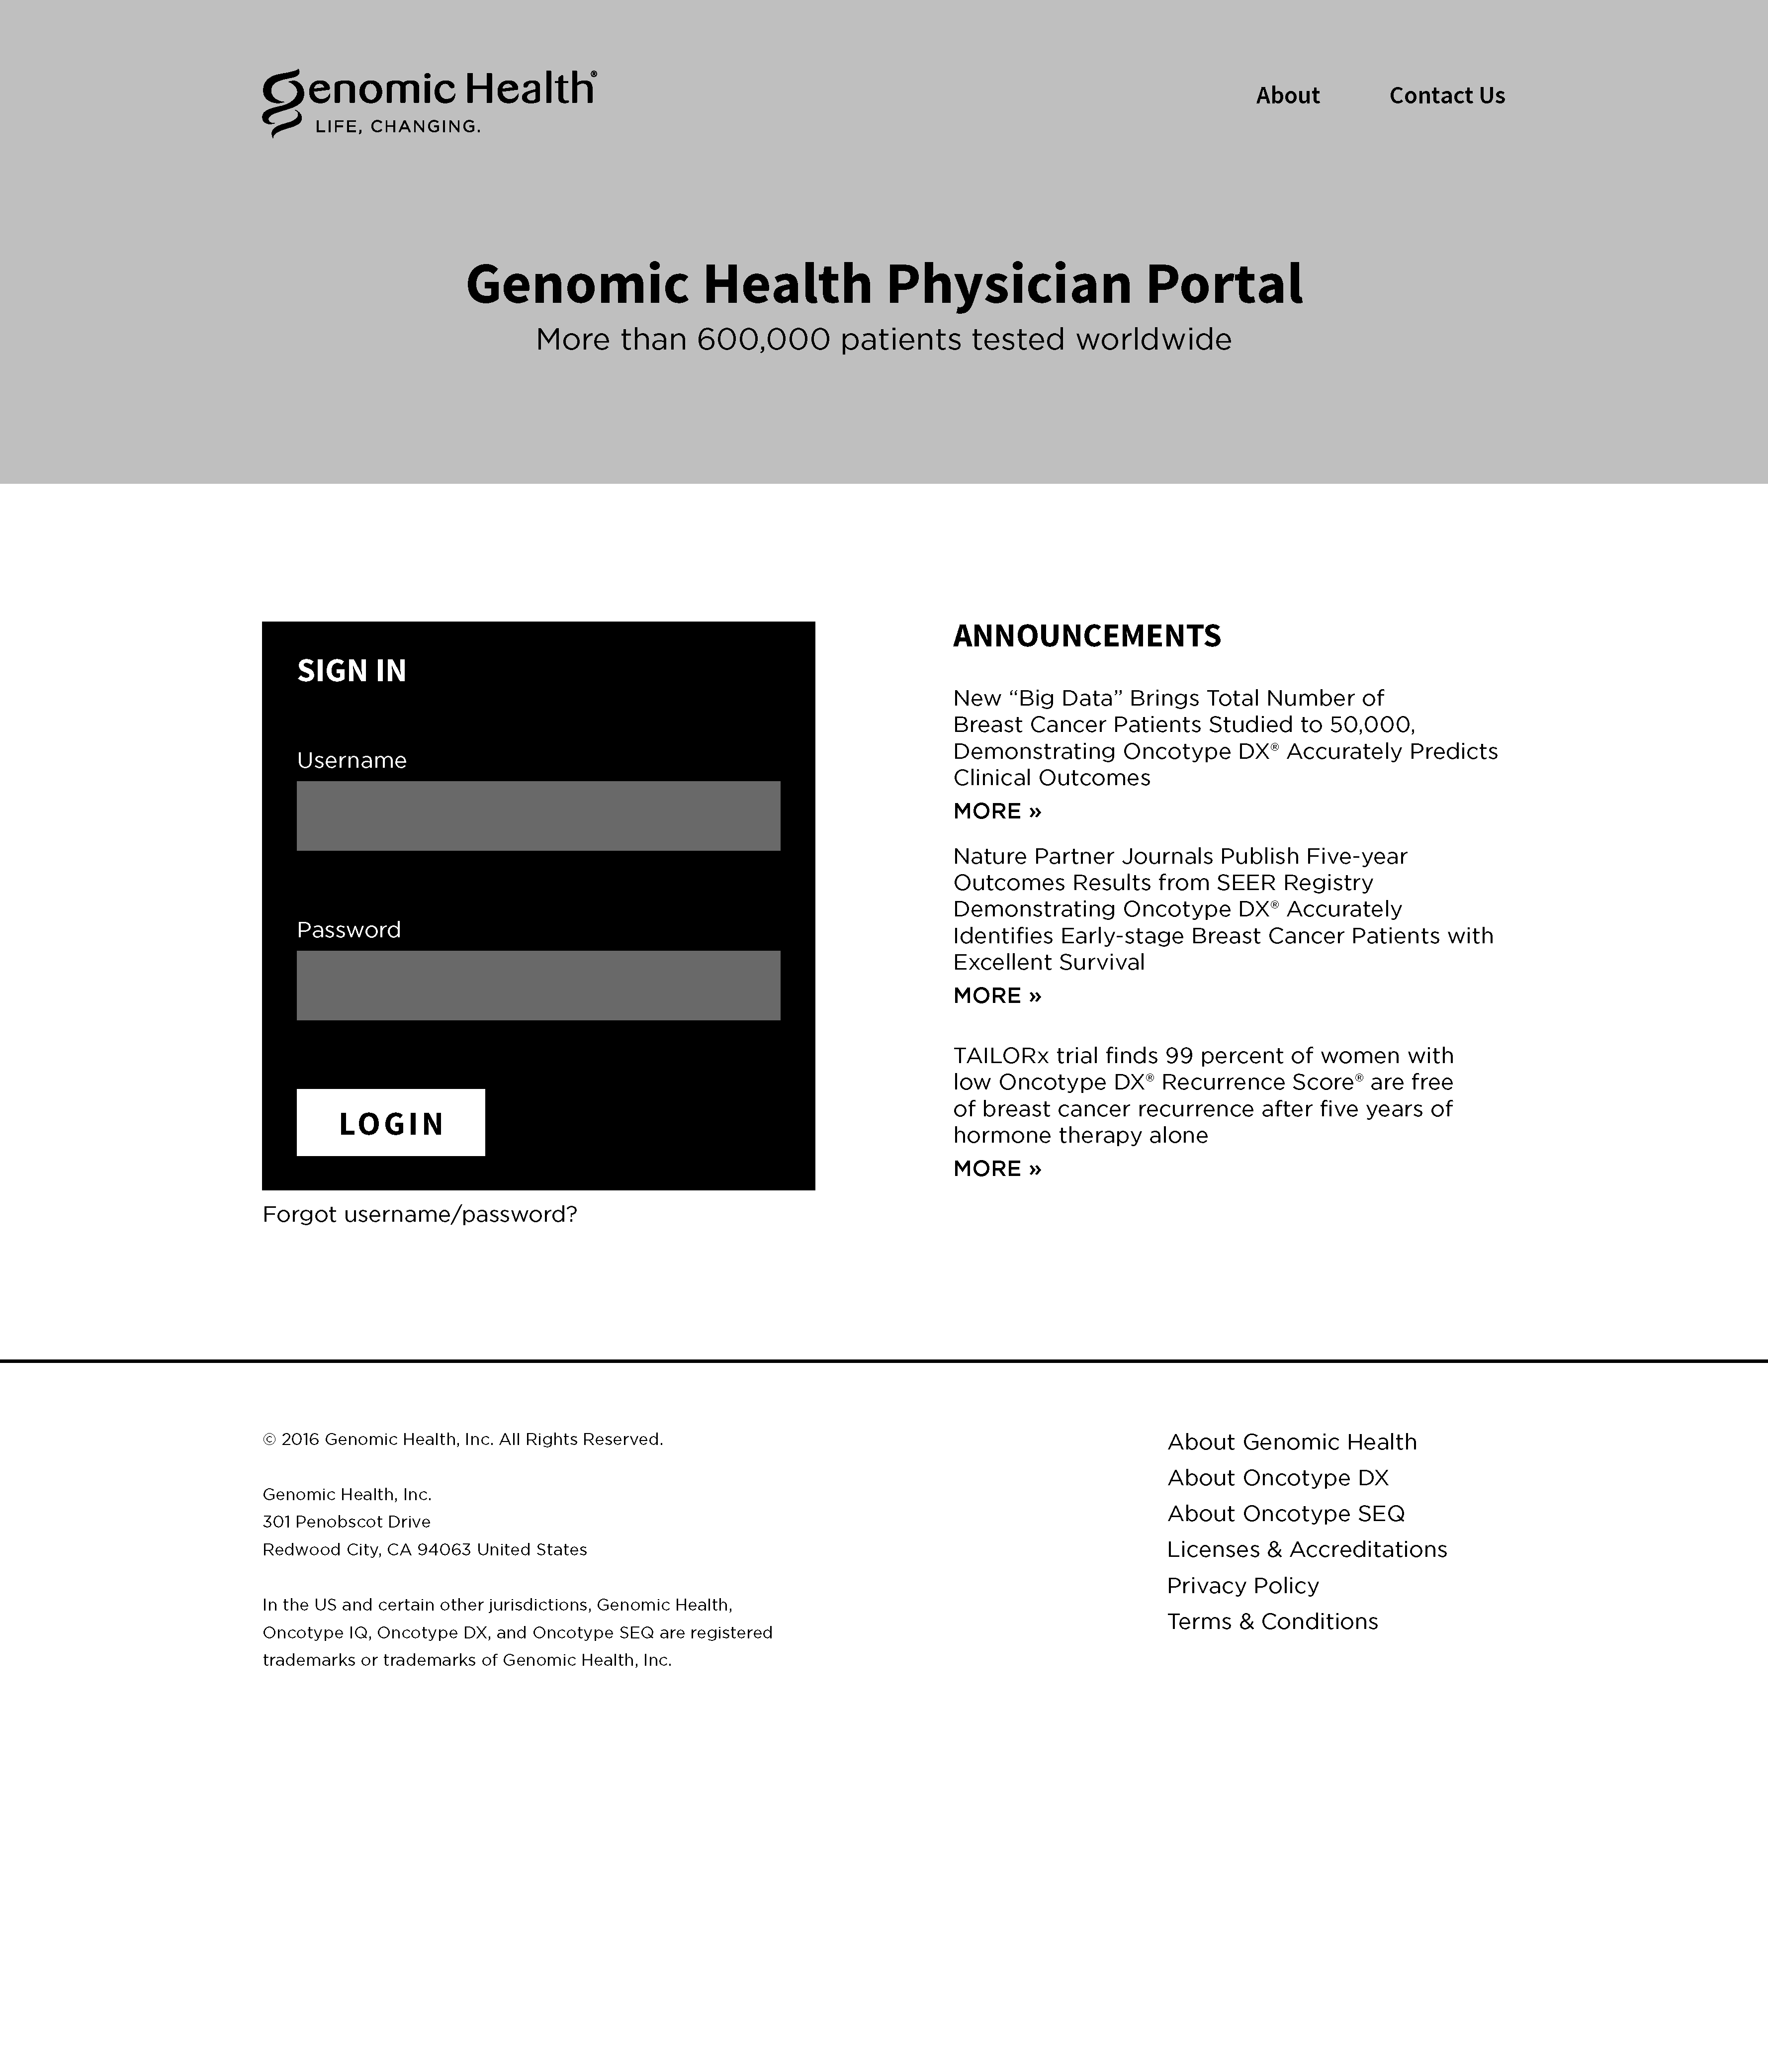 genomic Health®
LIFE, CHANGING.
About
Contact Us
Genomic Health Physician Portal
More than 600,000 patients tested worldwide
SIGN IN
Username
Password
LOGIN
Forgot username/password?
ANNOUNCEMENTS
New “Big Data” Brings Total Number of
Breast Cancer Patients Studied to 50,000,
Demonstrating Oncotype DX® Accurately Predicts
Clinical Outcomes
MORE »
Nature Partner Journals Publish Five-year
Outcomes Results from SEER Registry
Demonstrating Oncotype DX® Accurately
Identifies Early-stage Breast Cancer Patients with
Excellent Survival
MORE »
TAILORx trial finds 99 percent of women with
low Oncotype DX® Recurrence Score® are free
of breast cancer recurrence after five years of
hormone therapy alone
MORE »
© 2016 Genomic Health, Inc. All Rights Reserved.
Genomic Health, Inc.
301 Penobscot Drive
Redwood City, CA 94063 United States
In the US and certain other jurisdictions, Genomic Health,
Oncotype IQ, Oncotype DX, and Oncotype SEQ are registered
trademarks or trademarks of Genomic Health, Inc.
About Genomic Health
About Oncotype DX
About Oncotype SEQ
Licenses & Accreditations
Privacy Policy
Terms & Conditions